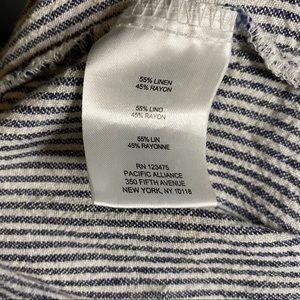 55% LINEN
45% RAYON
55% LINO
45% RAYON
55% LIN
45% RAYONNE
RN 123475
PACIFIC ALLIANCE
350 FIFTH AVENUE
NEW YORK, NY 10118